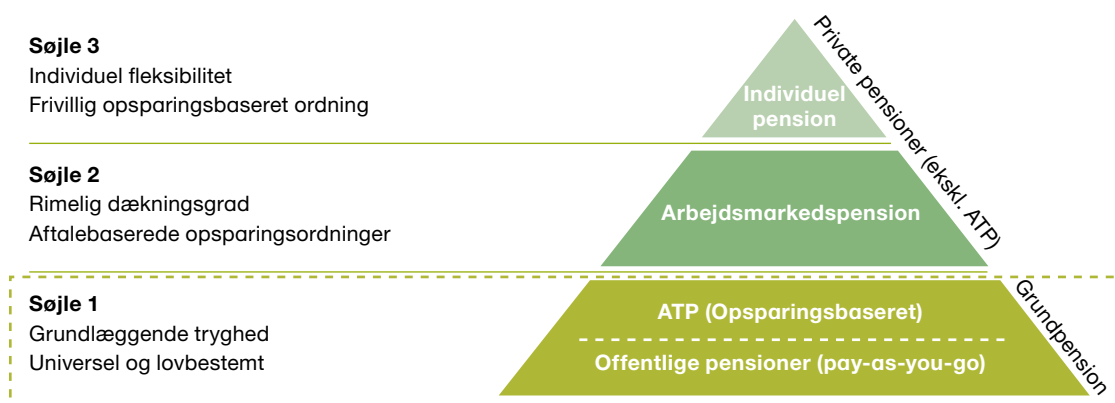 Søjle 3
Individuel fleksibilitet
Frivillig opsparingsbaseret ordning
Individuel
pension
Private pensioner (ekskl. ATP)
Søjle 2
Rimelig dækningsgrad
Aftalebaserede opsparingsordninger
Arbejdsmarkedspension
Søjle 1
Grundlæggende tryghed
Universel og lovbestemt
ATP (Opsparingsbaseret)
Offentlige pensioner (pay-as-you-go)
Grundpension